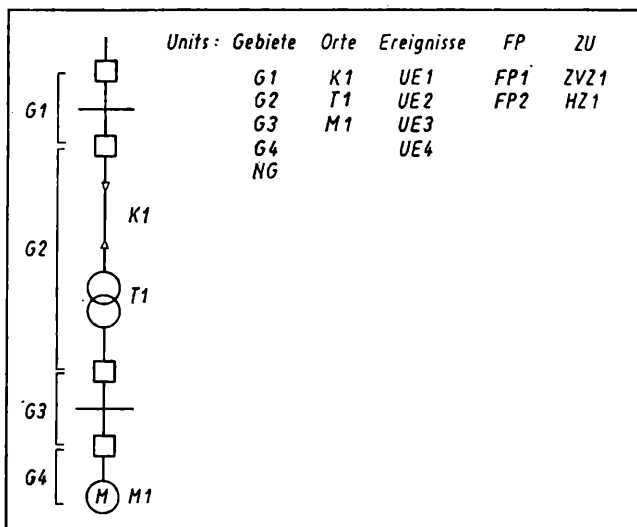 Units: Gebiete Orte Ereignisse FP ZU
G1 K1 UE1 FP1 ZVZ1
G2 T1 UE2 FP2 HZ1
G3 M1 UE3
G4 UE4
NG
G1
K1
G2
T1
G3
G4
M M1